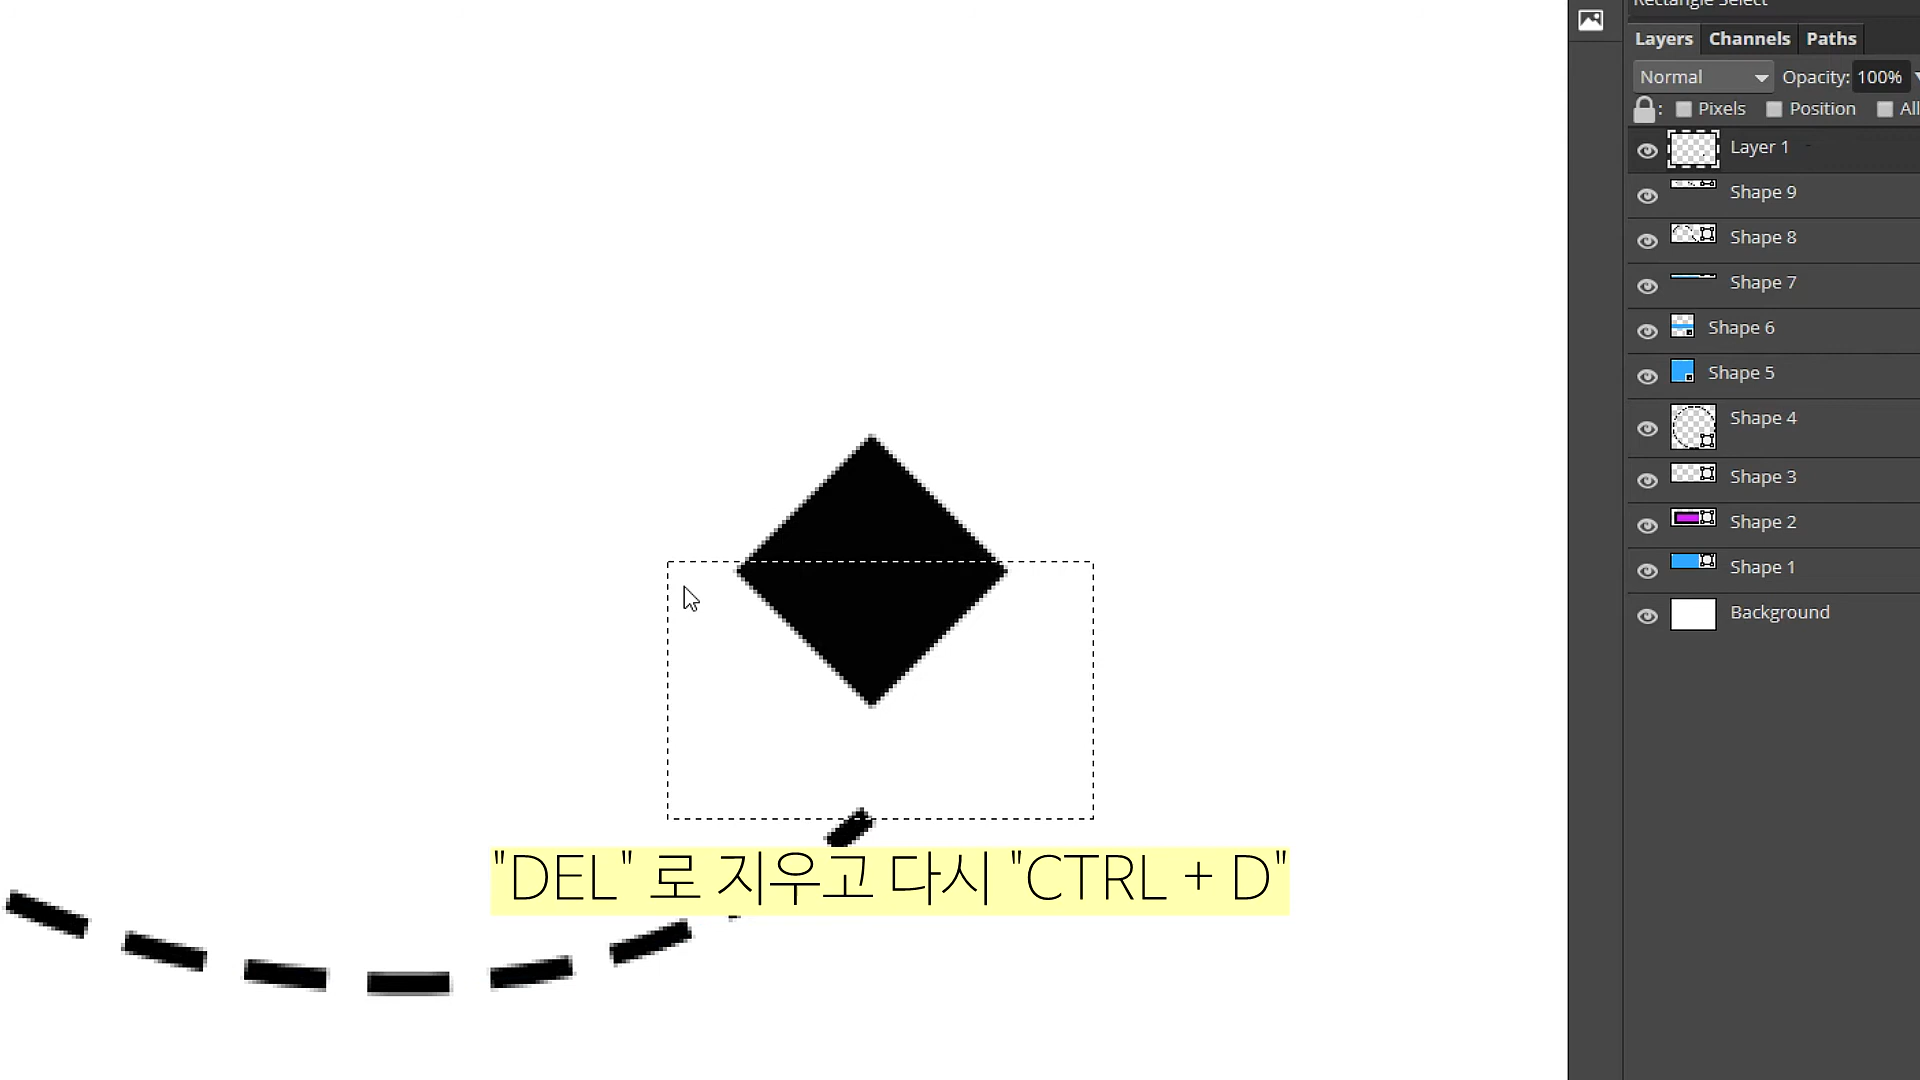 Rectangle Select
Layers Channels Paths
Normal Opacity: 100%
: Pixels Position All
Layer 1
Shape 9
Shape 8
Shape 7
Shape 6
Shape 5
Shape 4
Shape 3
Shape 2
Shape 1
Background
"DEL" 로 지우고 다시 "CTRL + D"